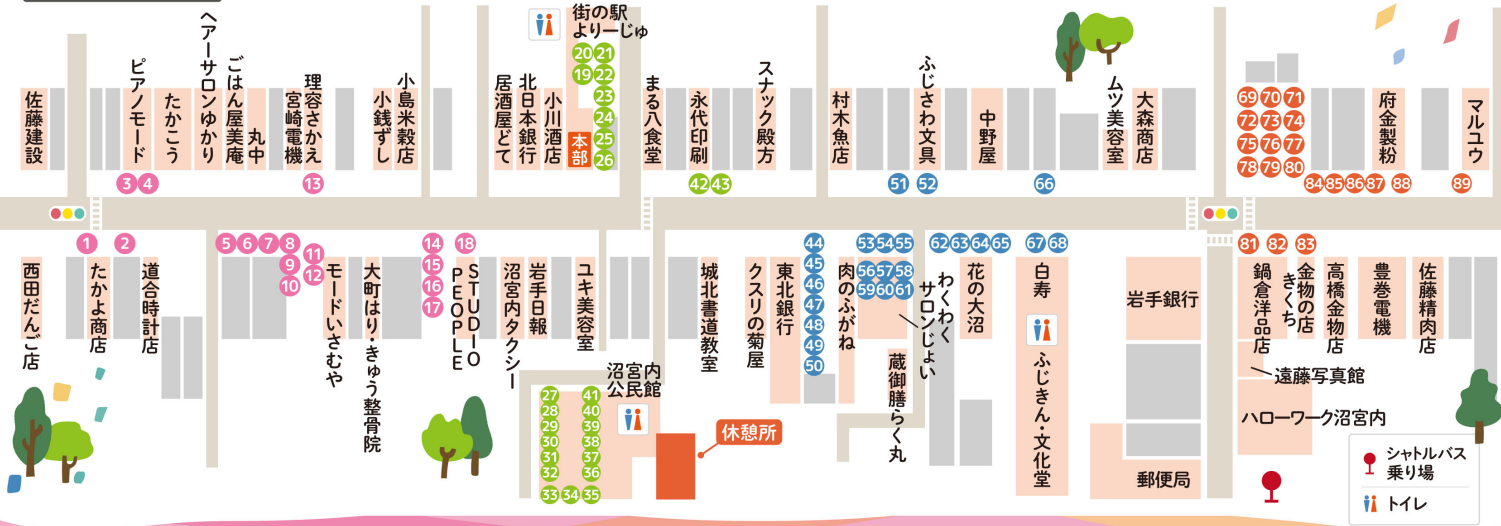 佐藤建設
ピアノモード
たかこう
ヘアーサロンゆかり
ごはん屋美庵
丸中
宮崎電機
理容さかえ
小銭ずし
小島米穀店
居酒屋どて
北日本銀行
小川酒店
街の駅
よりーじゅ
本部
まる八食堂
永代印刷
スナック殿方
村木魚店
ふじさわ文具
中野屋
ムツ美容室
大森商店
府金製粉
マルユウ
20 21
19 22
23
24
25
26
69 70 71
72 73 74
75 76 77
78 79 80
3 4
13
42 43
51 52
66
84 85 86 87 88
89
1
2
5 6 7 8
9
10
11
12
14
15
16
17
18
44
45
46
47
48
49
50
53 54 55
56 57 58
59 60 61
62 63 64 65
67 68
81 82 83
西田だんご店
たかよ商店
道合時計店
モードいさむや
大町はり・きゅう整骨院
STUDIO
PEOPLE
沼宮内タクシー
岩手日報
ユキ美容室
城北書道教室
クスリの菊屋
東北銀行
肉のふがね
蔵御膳らく丸
わくわく
サロンじょい
花の大沼
白寿
ふじきん・文化堂
岩手銀行
郵便局
鍋倉洋品店
金物の店
きくち
高橋金物店
豊巻電機
佐藤精肉店
遠藤写真館
ハローワーク沼宮内
沼宮内
公民館
27 41
28 40
29 39
30 38
31 37
32 36
33 34 35
休憩所
シャトルバス
乗り場
トイレ